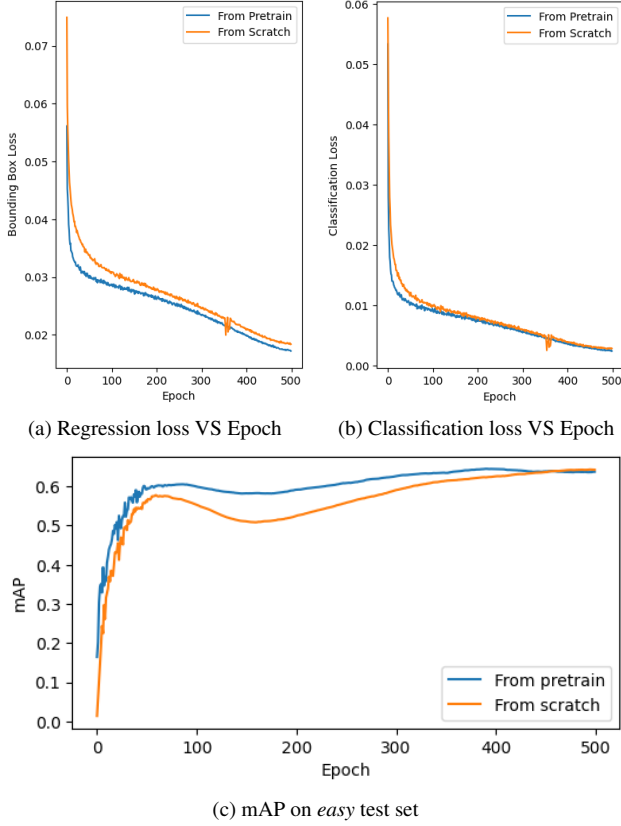 From Pretrain
From Scratch
0.07
0.06
0.05
0.04
0.03
0.02
Bounding Box Loss
0 100 200 300 400 500
Epoch
(a) Regression loss VS Epoch
From Pretrain
From Scratch
0.06
0.05
0.04
0.03
0.02
0.01
0.00
Classification Loss
0 100 200 300 400 500
Epoch
(b) Classification loss VS Epoch
0.6
0.5
0.4
0.3
0.2
0.1
0.0
mAP
From pretrain
From scratch
0 100 200 300 400 500
Epoch
(c) mAP on easy test set